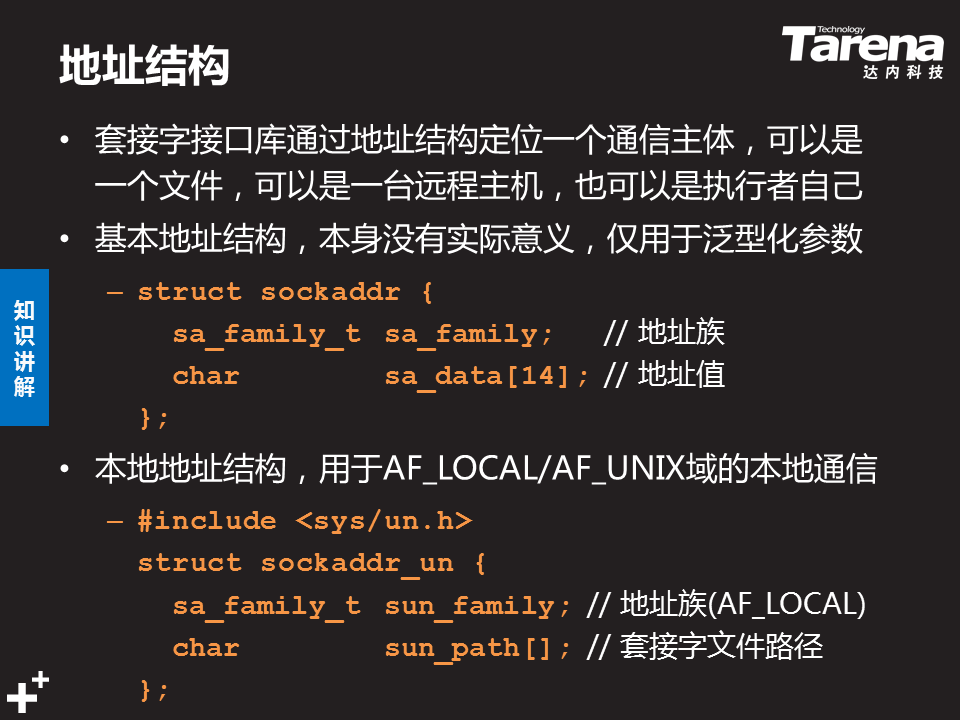 地址结构
Technology
Tarena
达内科技
• 套接字接口库通过地址结构定位一个通信主体，可以是
一个文件，可以是一台远程主机，也可以是执行者自己
• 基本地址结构，本身没有实际意义，仅用于泛型化参数
– struct sockaddr {
sa_family_t sa_family; // 地址族
char sa_data[14]; // 地址值
};
• 本地地址结构，用于AF_LOCAL/AF_UNIX域的本地通信
– #include <sys/un.h>
struct sockaddr_un {
sa_family_t sun_family; // 地址族(AF_LOCAL)
char sun_path[]; // 套接字文件路径
};
知识讲解